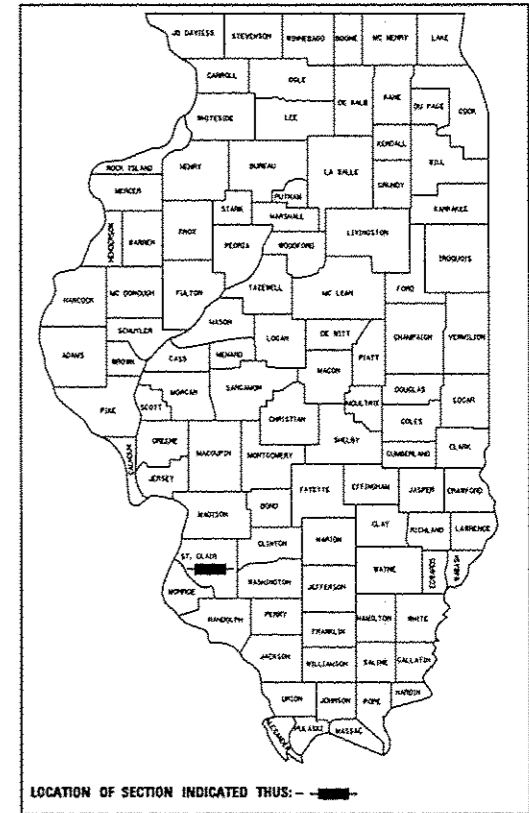 JO DAVIESS STEVENSON WINNEBAGO BOONE MC HENRY LAKE
CARROLL OGLE
DE KALB KANE DU PAGE COOK
WHITESIDE LEE
KENDALL
WILL
ROCK ISLAND HENRY BUREAU LA SALLE GRUNDY
MERCER PUTNAM KANKAKEE
STARK MARSHALL
HENDERSON WARREN KNOX PEORIA WOODFORD LIVINGSTON IROQUOIS
HANCOCK MC DONOUGH FULTON TAZEWELL MC LEAN FORD
SCHUYLER MASON
ADAMS BROWN CASS MENARD LOGAN DE WITT PIATT CHAMPAIGN VERMILION
MACON
SCOTT MORGAN SANGAMON MOULTRIE DOUGLAS EDGAR
PIKE CHRISTIAN COLES
CALHOUN GREENE MACOUPIN MONTGOMERY SHELBY CUMBERLAND CLARK
JERSEY FAYETTE EFFINGHAM JASPER CRAWFORD
MADISON BOND CLAY RICHLAND LAWRENCE
CLINTON MARION
ST. CLAIR WAYNE EDWARDS WABASH
MONROE WASHINGTON JEFFERSON
RANDOLPH PERRY HAMILTON WHITE
FRANKLIN
JACKSON WILLIAMSON SALINE GALLATIN
UNION JOHNSON POPE HARDIN
ALEXANDER PULASKI MASSAC
LOCATION OF SECTION INDICATED THUS:-